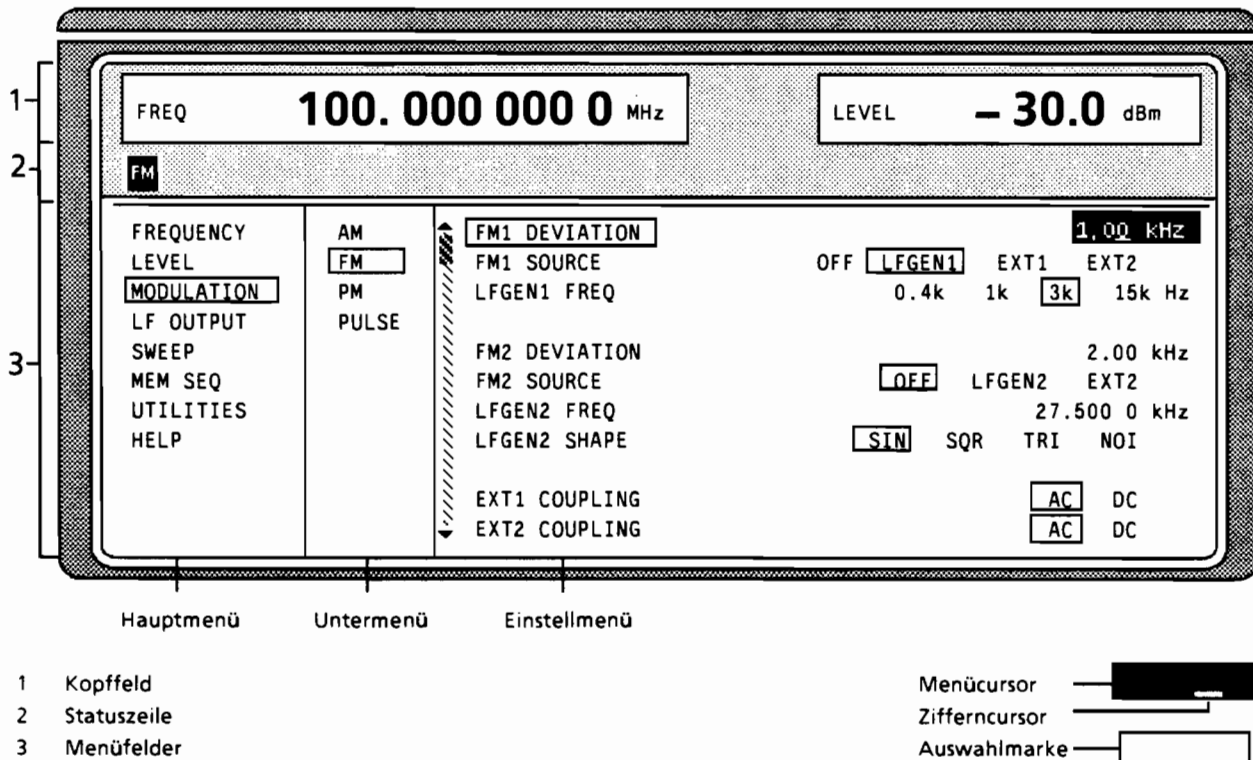 1 FREQ 100. 000 000 0 MHz LEVEL – 30.0 dBm
2 FM
FREQUENCY AM FM1 DEVIATION 1.00 kHz
LEVEL FM FM1 SOURCE OFF LFGEN1 EXT1 EXT2
MODULATION PM LFGEN1 FREQ 0.4k 1k 3k 15k Hz
LF OUTPUT PULSE
3 SWEEP FM2 DEVIATION 2.00 kHz
MEM SEQ FM2 SOURCE OFF LFGEN2 EXT2
UTILITIES LFGEN2 FREQ 27.500 0 kHz
HELP LFGEN2 SHAPE SIN SQR TRI NOI
EXT1 COUPLING AC DC
EXT2 COUPLING AC DC
Hauptmenü Untermenü Einstellmenü
1 Kopffeld Menücursor
2 Statuszeile Zifferncursor
3 Menüfelder Auswahlmarke